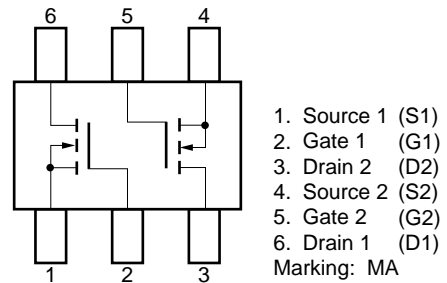 6 5 4
1. Source 1 (S1)
2. Gate 1 (G1)
3. Drain 2 (D2)
4. Source 2 (S2)
5. Gate 2 (G2)
6. Drain 1 (D1)
Marking: MA
1 2 3